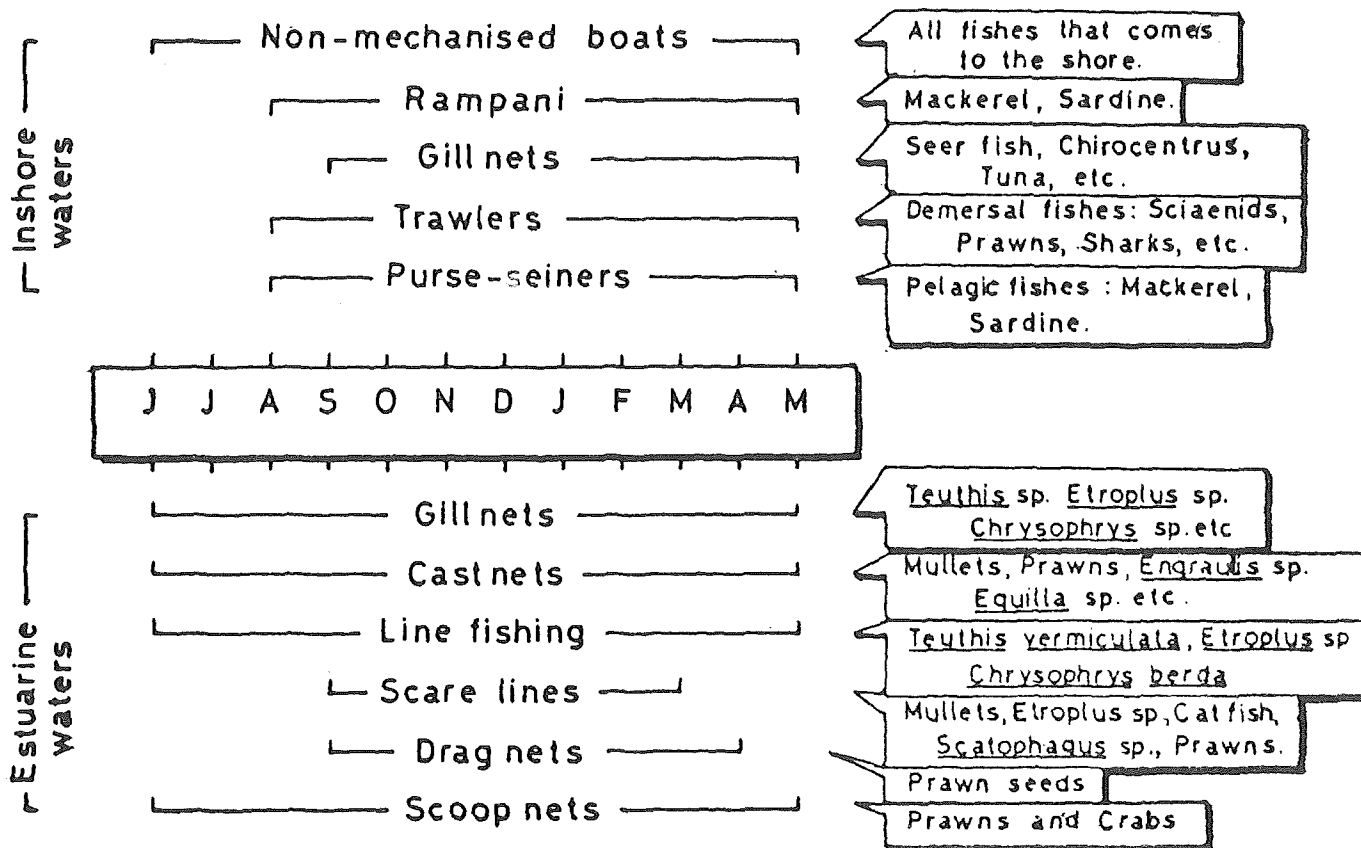 Inshore
waters
Non-mechanised boats
All fishes that comes
to the shore.
Rampani
Mackerel, Sardine.
Gill nets
Seer fish, Chirocentrus,
Tuna, etc.
Trawlers
Demersal fishes: Sciaenids,
Prawns, Sharks, etc.
Purse-seiners
Pelagic fishes : Mackerel,
Sardine.
J J A S O N D J F M A M
Estuarine
waters
Gill nets
Teuthis sp. Etroplus sp.
Chrysophrys sp. etc
Cast nets
Mullets, Prawns, Engraulis sp.
Equilla sp. etc.
Line fishing
Teuthis vermiculata, Etroplus sp
Chrysophrys berda
Scare lines
Mullets, Etroplus sp., Cat fish,
Scatophagus sp., Prawns.
Drag nets
Prawn seeds
Scoop nets
Prawns and Crabs